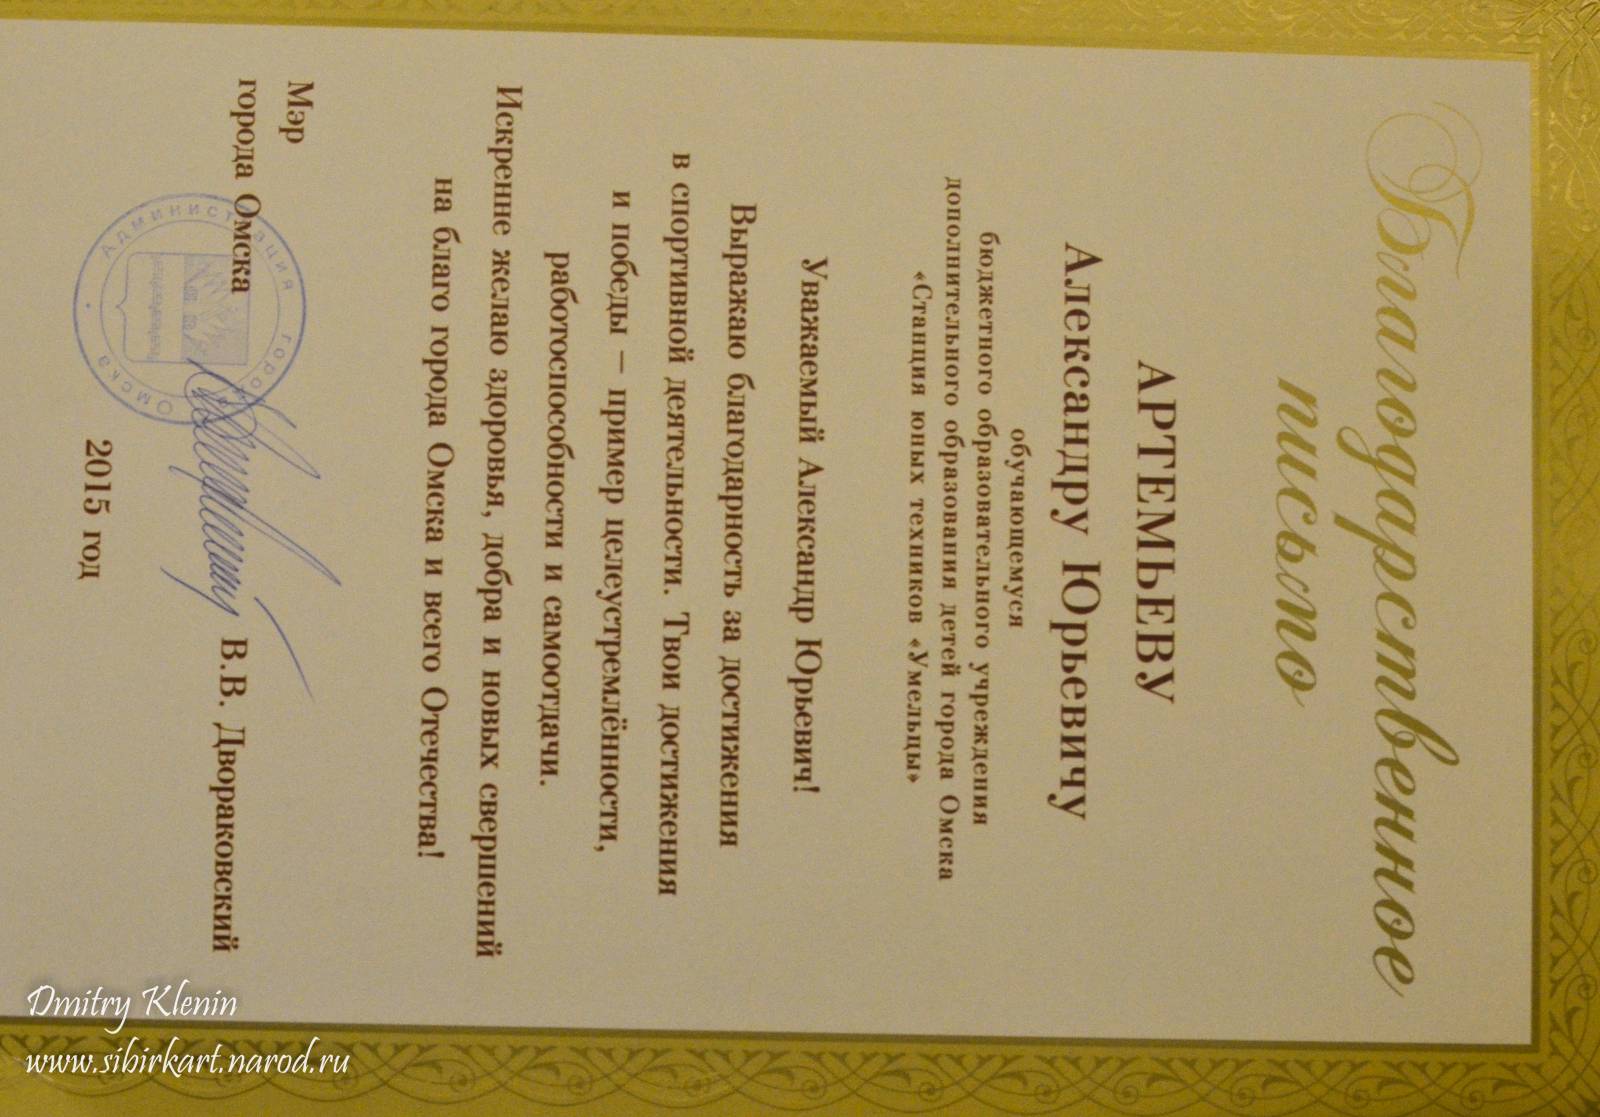 Благодарственное
письмо
АРТЕМЬЕВУ
Александру Юрьевичу
обучающемуся
бюджетного образовательного учреждения
дополнительного образования детей города Омска
«Станция юных техников «Умельцы»
Уважаемый Александр Юрьевич!
Выражаю благодарность за достижения
в спортивной деятельности. Твои достижения
и победы – пример целеустремлённости,
работоспособности и самоотдачи.
Искренне желаю здоровья, добра и новых свершений
на благо города Омска и всего Отечества!
Мэр
города Омска
В.В. Двораковский
Администрация города Омска
2015 год
Dmitry Klenin
www.sibirkart.narod.ru